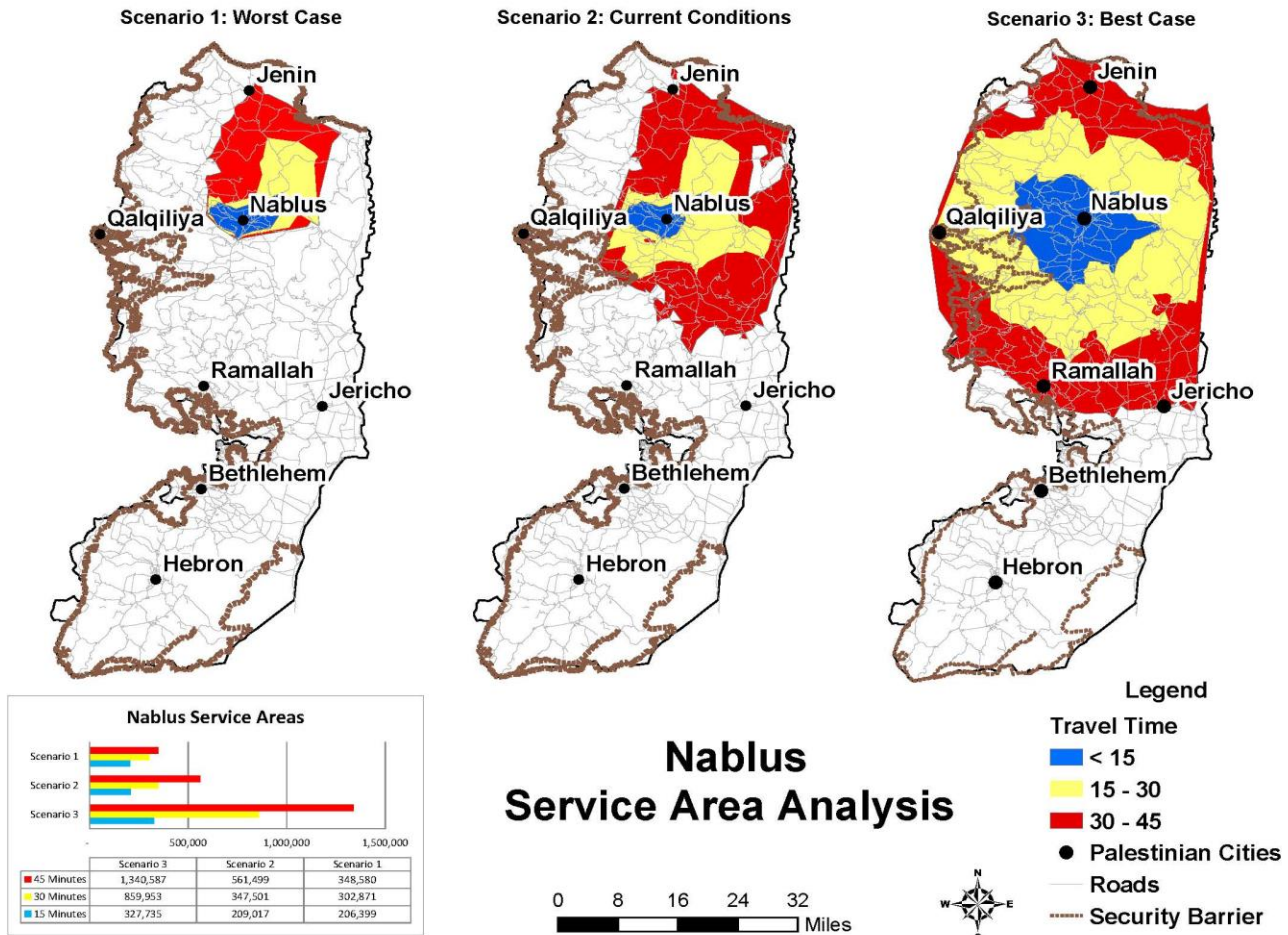 Scenario 1: Worst Case
Scenario 2: Current Conditions
Scenario 3: Best Case
Jenin
Nablus
Qalqiliya
Ramallah
Jericho
Bethlehem
Hebron
Jenin
Nablus
Qalqiliya
Ramallah
Jericho
Bethlehem
Hebron
Jenin
Nablus
Qalqiliya
Ramallah
Jericho
Bethlehem
Hebron
Nablus Service Areas
Scenario 1
Scenario 2
Scenario 3
- 500,000 1,000,000 1,500,000
Scenario 3 Scenario 2 Scenario 1
45 Minutes 1,340,587 561,499 348,580
30 Minutes 859,953 347,501 302,871
15 Minutes 327,735 209,017 206,399
Nablus
Service Area Analysis
0 8 16 24 32
Miles
N
W E
Legend
Travel Time
< 15
15 - 30
30 - 45
Palestinian Cities
Roads
Security Barrier